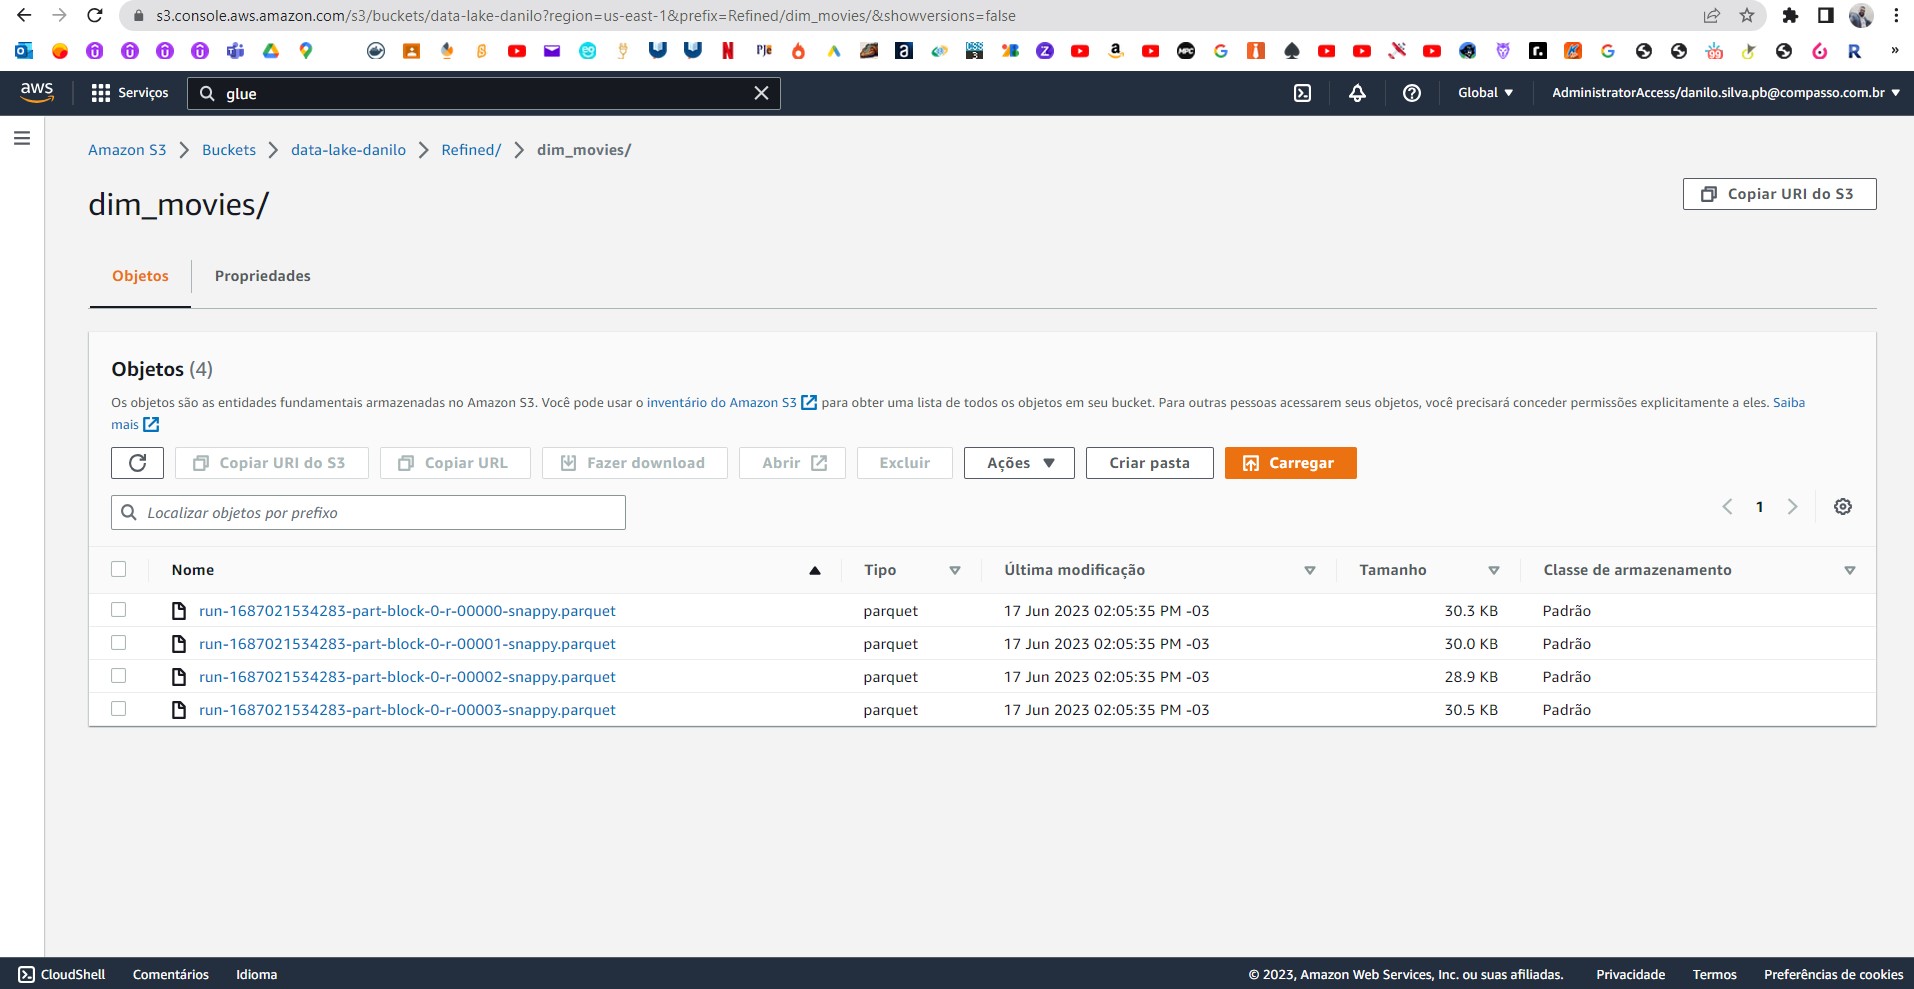 s3.console.aws.amazon.com/s3/buckets/data-lake-danilo?region=us-east-1&prefix=Refined/dim_movies/&showversions=false
aws Serviços glue Global AdministratorAccess/danilo.silva.pb@compasso.com.br
Amazon S3 Buckets data-lake-danilo Refined/ dim_movies/
dim_movies/
Copiar URI do S3
Objetos Propriedades
Objetos (4)
Os objetos são as entidades fundamentais armazenadas no Amazon S3. Você pode usar o inventário do Amazon S3 para obter uma lista de todos os objetos em seu bucket. Para outras pessoas acessarem seus objetos, você precisará conceder permissões explicitamente a eles. Saiba
mais
Copiar URI do S3 Copiar URL Fazer download Abrir Excluir Ações Criar pasta Carregar
Localizar objetos por prefixo
1
Nome Tipo Última modificação Tamanho Classe de armazenamento
run-1687021534283-part-block-0-r-00000-snappy.parquet parquet 17 Jun 2023 02:05:35 PM -03 30.3 KB Padrão
run-1687021534283-part-block-0-r-00001-snappy.parquet parquet 17 Jun 2023 02:05:35 PM -03 30.0 KB Padrão
run-1687021534283-part-block-0-r-00002-snappy.parquet parquet 17 Jun 2023 02:05:35 PM -03 28.9 KB Padrão
run-1687021534283-part-block-0-r-00003-snappy.parquet parquet 17 Jun 2023 02:05:35 PM -03 30.5 KB Padrão
CloudShell Comentários Idioma © 2023, Amazon Web Services, Inc. ou suas afiliadas. Privacidade Termos Preferências de cookies